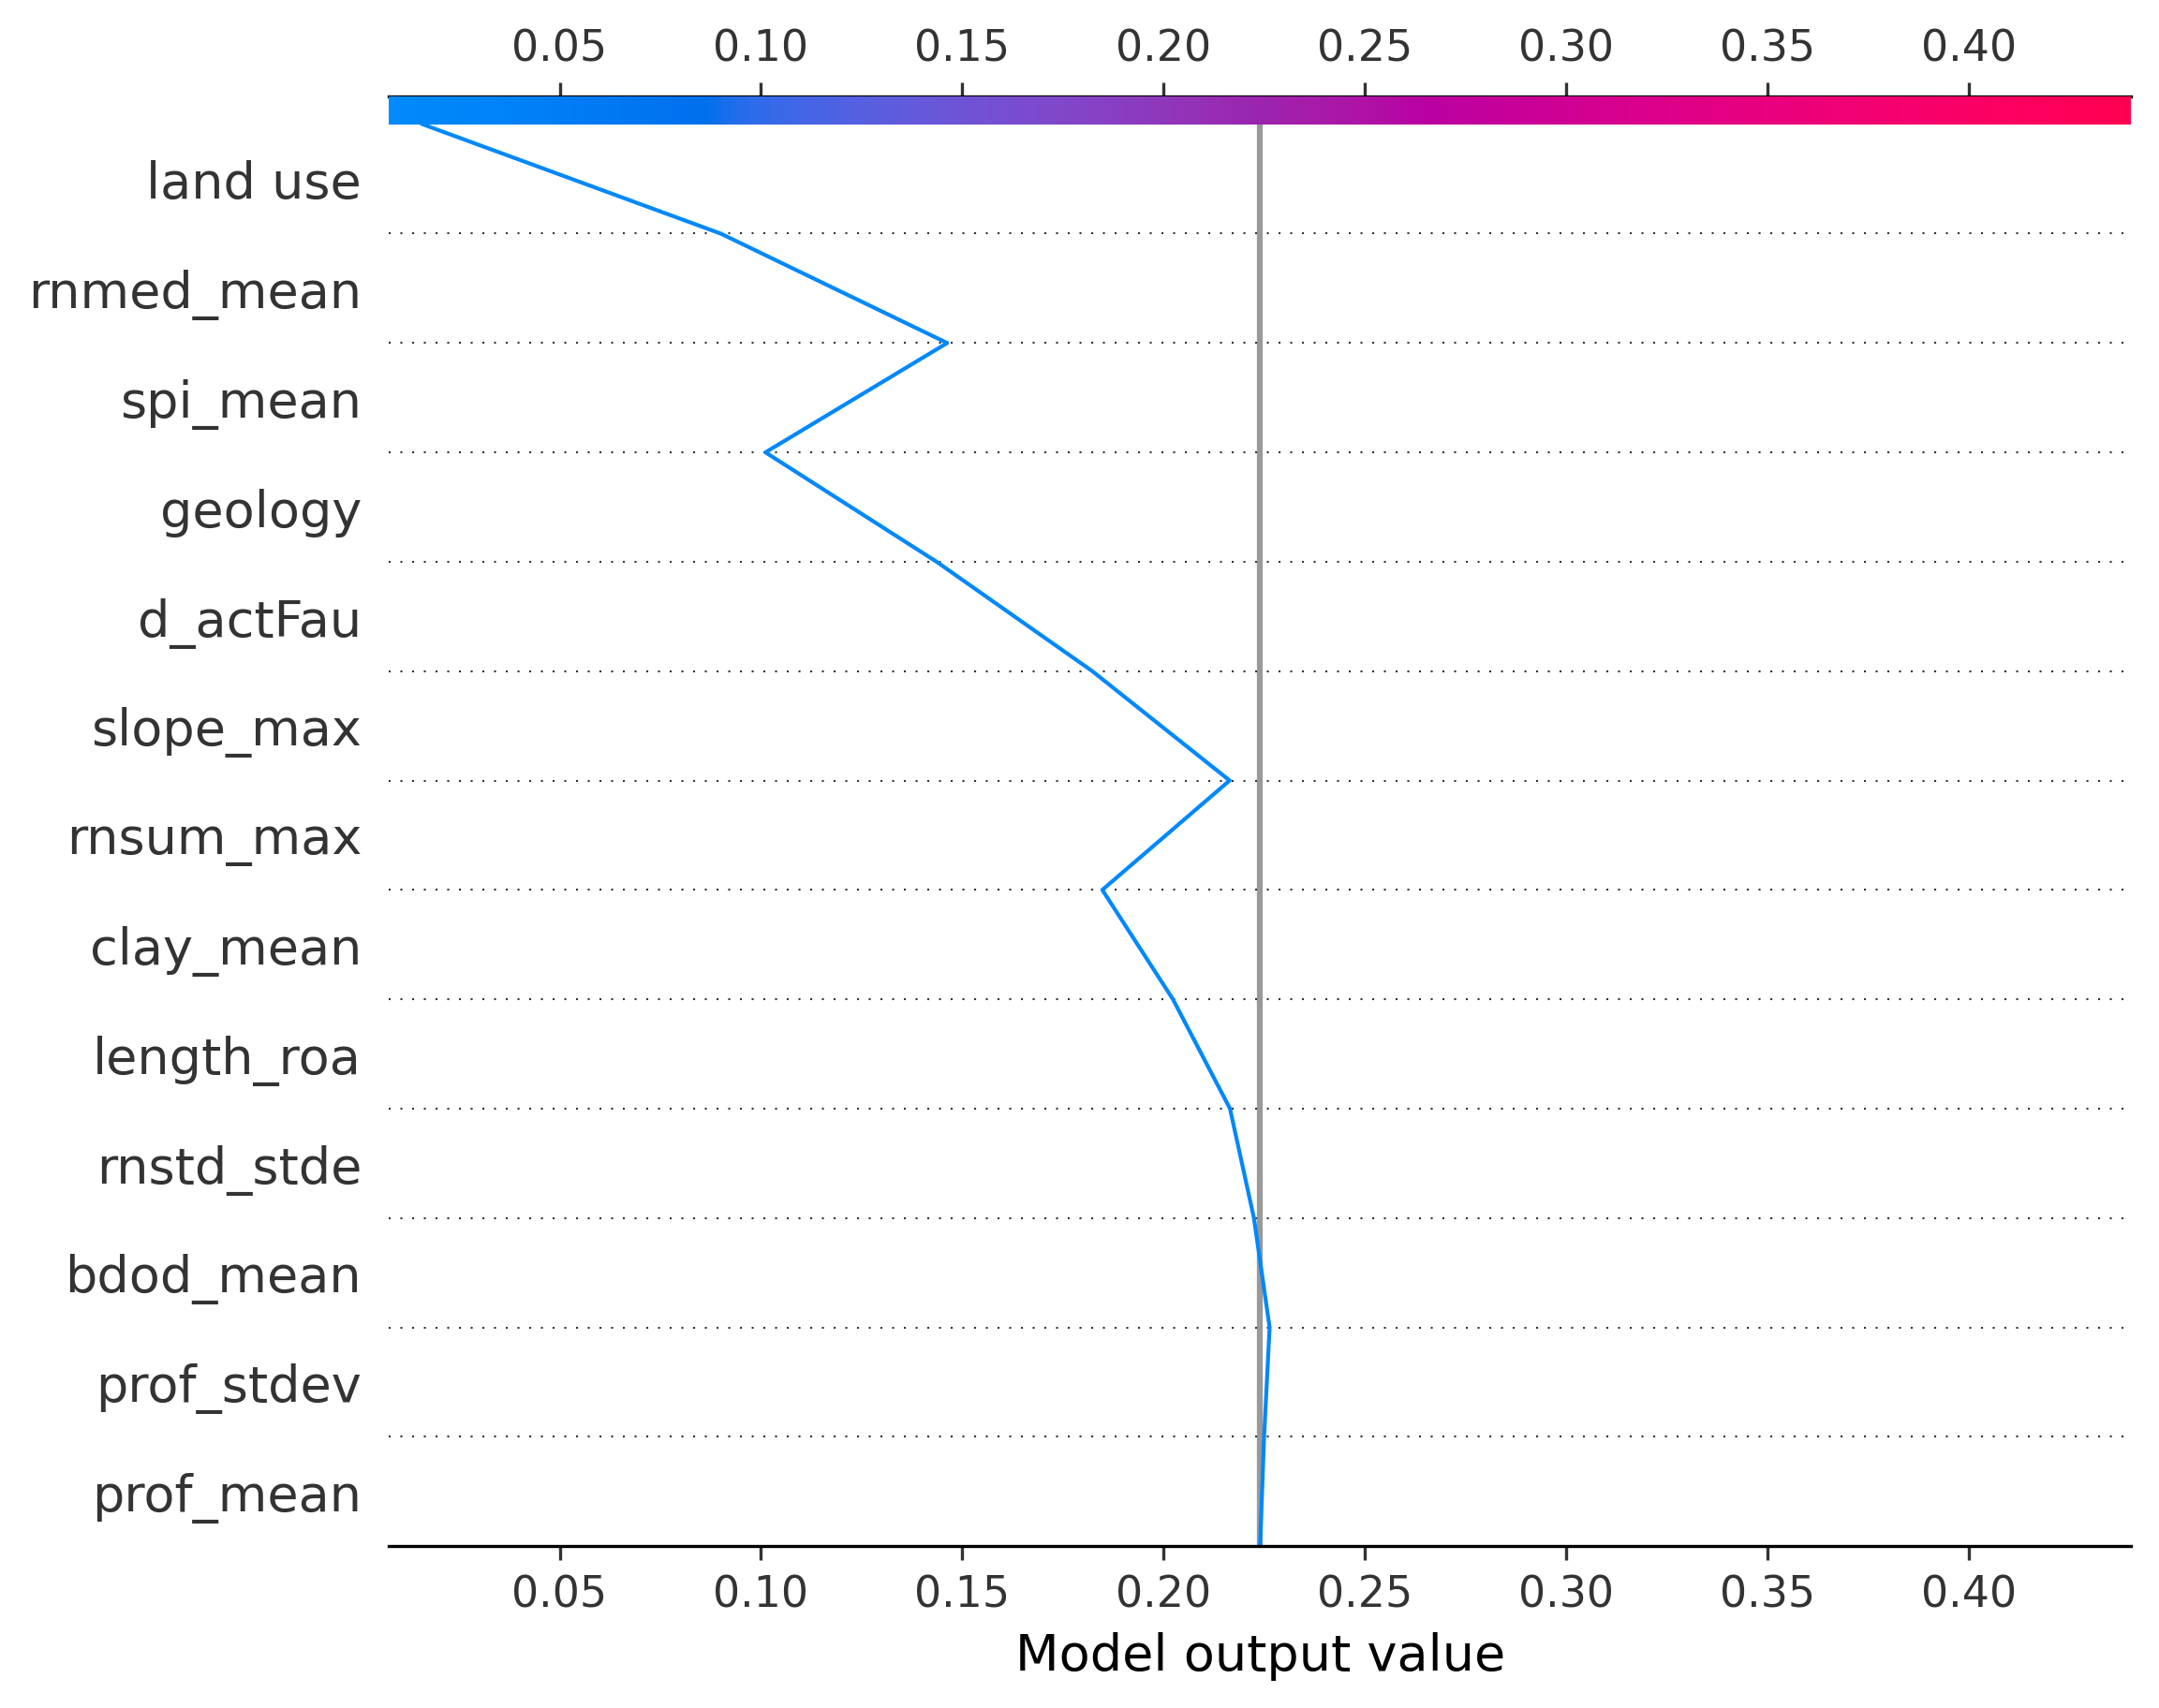 0.05 0.10 0.15 0.20 0.25 0.30 0.35 0.40
land use
rnmed_mean
spi_mean
geology
d_actFau
slope_max
rnsum_max
clay_mean
length_roa
rnstd_stde
bdod_mean
prof_stdev
prof_mean
0.05 0.10 0.15 0.20 0.25 0.30 0.35 0.40
Model output value